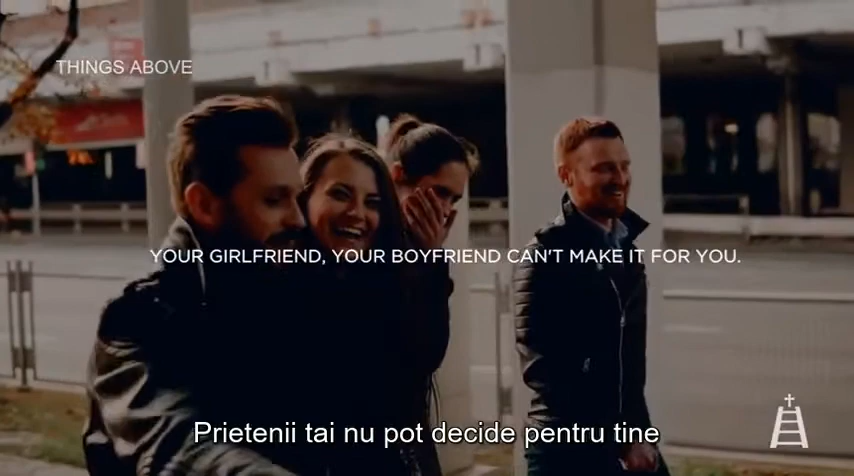 THINGS ABOVE
YOUR GIRLFRIEND, YOUR BOYFRIEND CAN'T MAKE IT FOR YOU.
Prietenii tai nu pot decide pentru tine